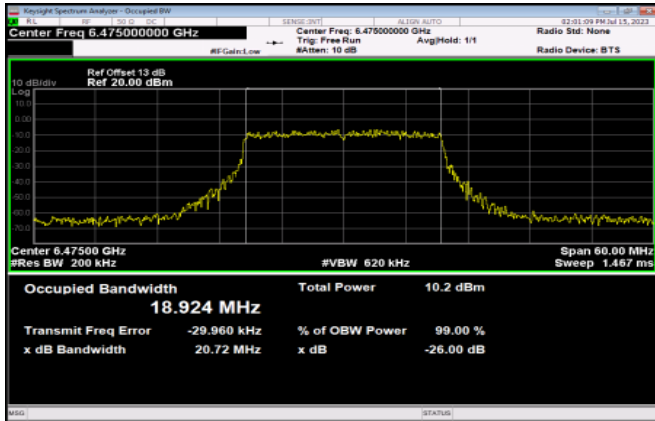 Keysight Spectrum Analyzer - Occupied BW
RL RF 50 Ω DC SENSE:INT ALIGN AUTO 02:01:09 PM Jul 15, 2023
Center Freq 6.475000000 GHz Center Freq: 6.475000000 GHz Radio Std: None
Trig: Free Run Avg|Hold: 1/1
#IFGain:Low #Atten: 10 dB Radio Device: BTS
Ref Offset 13 dB
10 dB/div Ref 20.00 dBm
Log
10.0
0.00
-10.0
-20.0
-30.0
-40.0
-50.0
-60.0
-70.0
Center 6.47500 GHz Span 60.00 MHz
#Res BW 200 kHz #VBW 620 kHz Sweep 1.467 ms
Occupied Bandwidth Total Power 10.2 dBm
18.924 MHz
Transmit Freq Error -29.960 kHz % of OBW Power 99.00 %
x dB Bandwidth 20.72 MHz x dB -26.00 dB
MSG STATUS